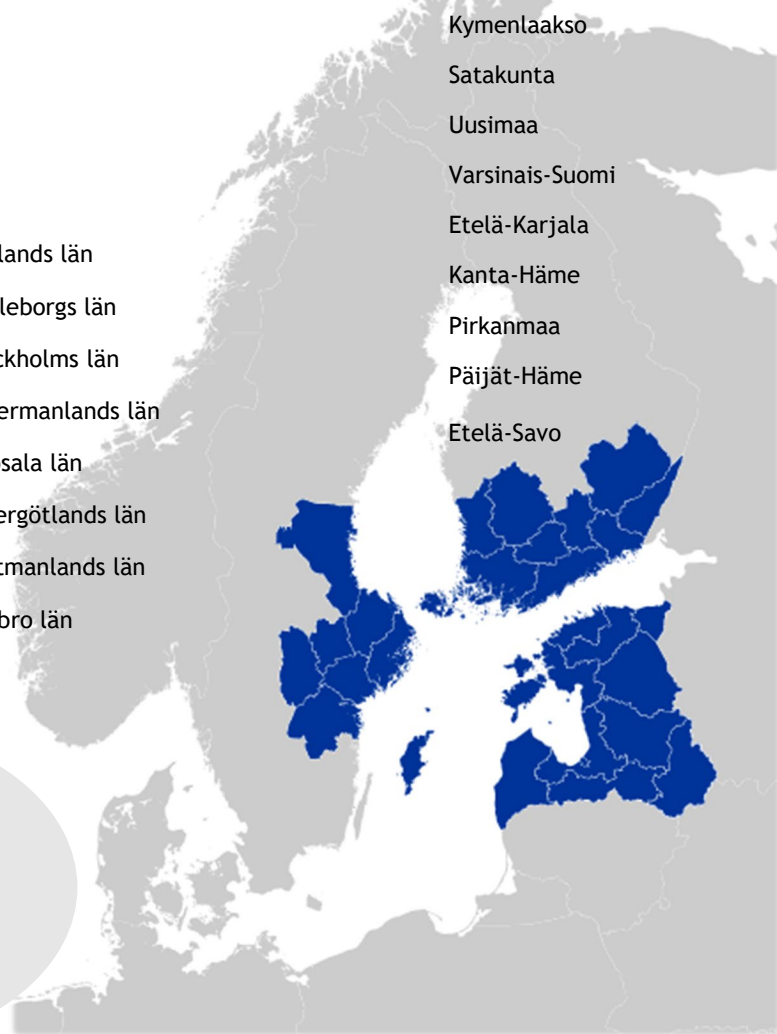 lands län
leborgs län
ckholms län
ermanlands län
sala län
ergötlands län
tmanlands län
bro län
Kymenlaakso
Satakunta
Uusimaa
Varsinais-Suomi
Etelä-Karjala
Kanta-Häme
Pirkanmaa
Päijät-Häme
Etelä-Savo